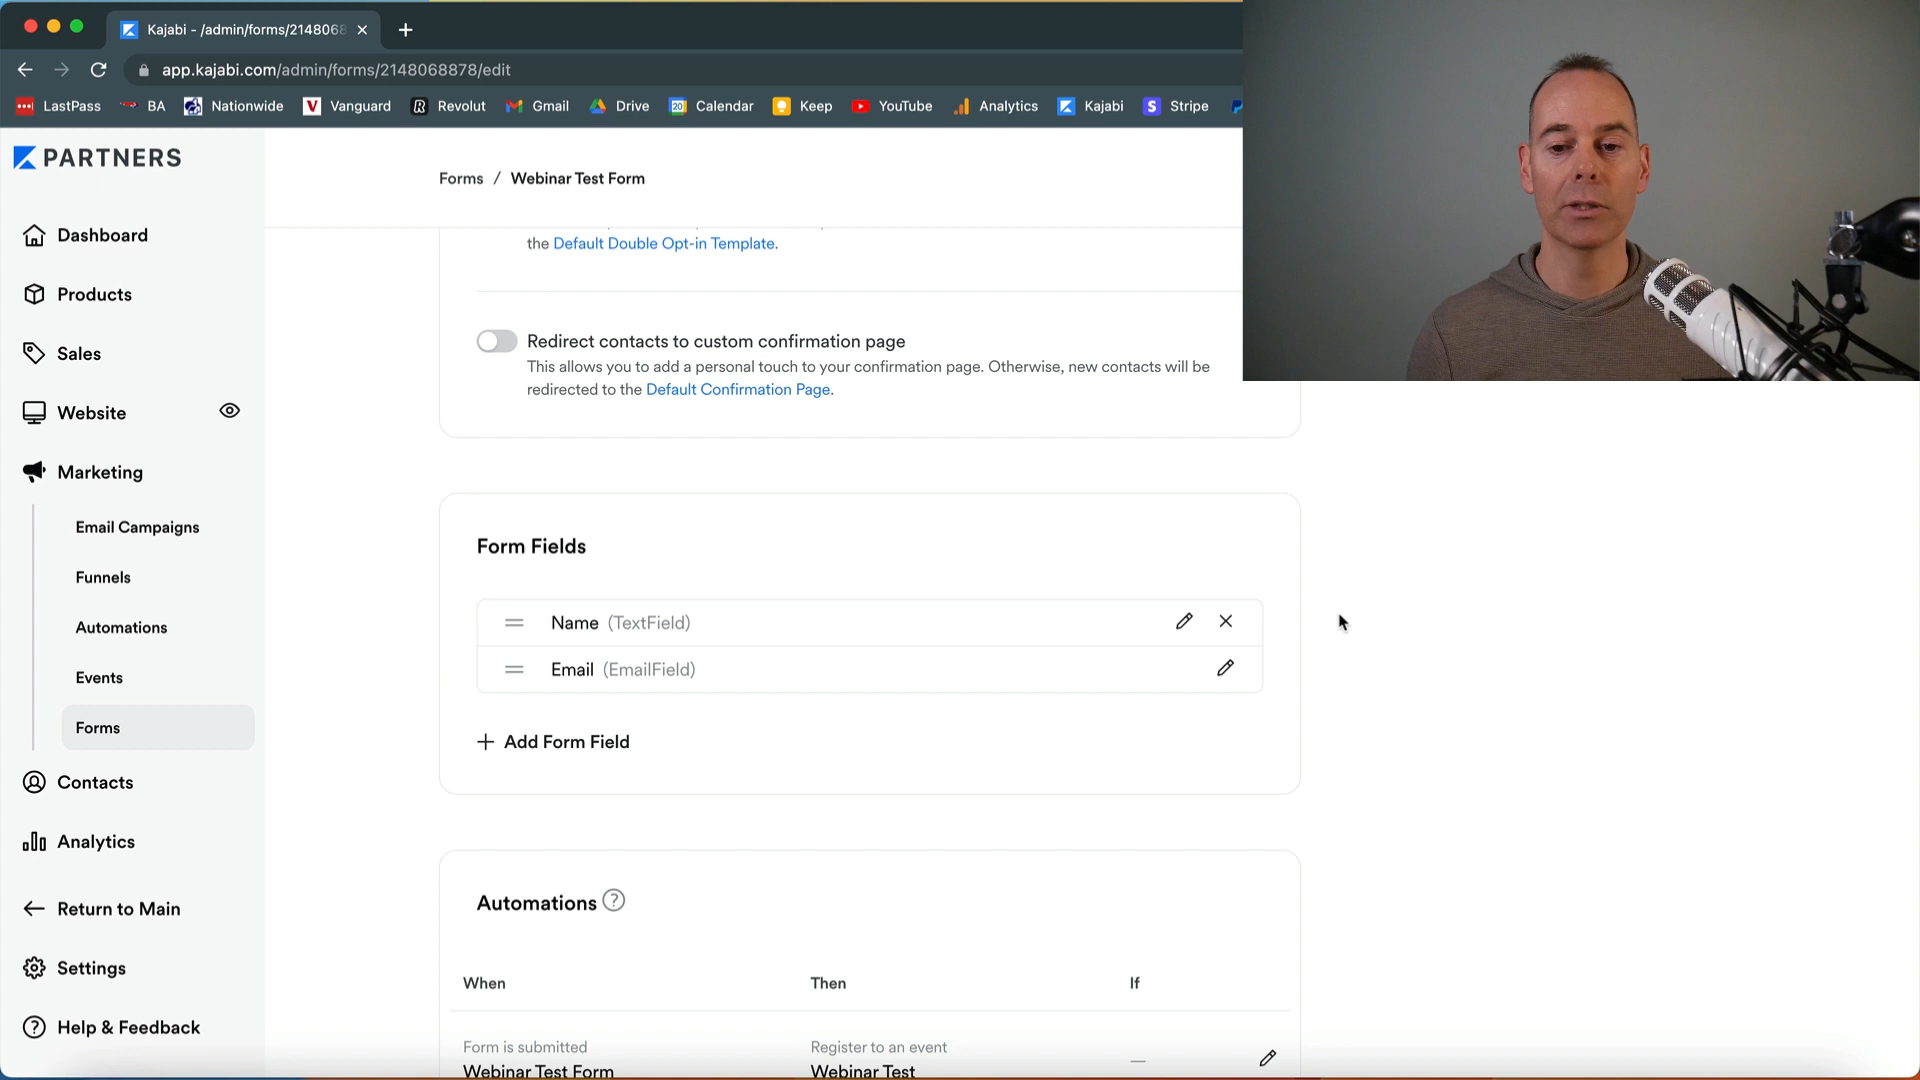 Kajabi - /admin/forms/2148068
app.kajabi.com/admin/forms/2148068878/edit
LastPass BA Nationwide Vanguard Revolut Gmail Drive Calendar Keep YouTube Analytics Kajabi Stripe
PARTNERS
Forms / Webinar Test Form
Dashboard
Products
Sales
Website
Marketing
Email Campaigns
Funnels
Automations
Events
Forms
Contacts
Analytics
Return to Main
Settings
Help & Feedback
the Default Double Opt-in Template.
Redirect contacts to custom confirmation page
This allows you to add a personal touch to your confirmation page. Otherwise, new contacts will be
redirected to the Default Confirmation Page.
Form Fields
Name (TextField)
Email (EmailField)
+ Add Form Field
Automations ?
When Then If
Form is submitted Register to an event
Webinar Test Form Webinar Test —